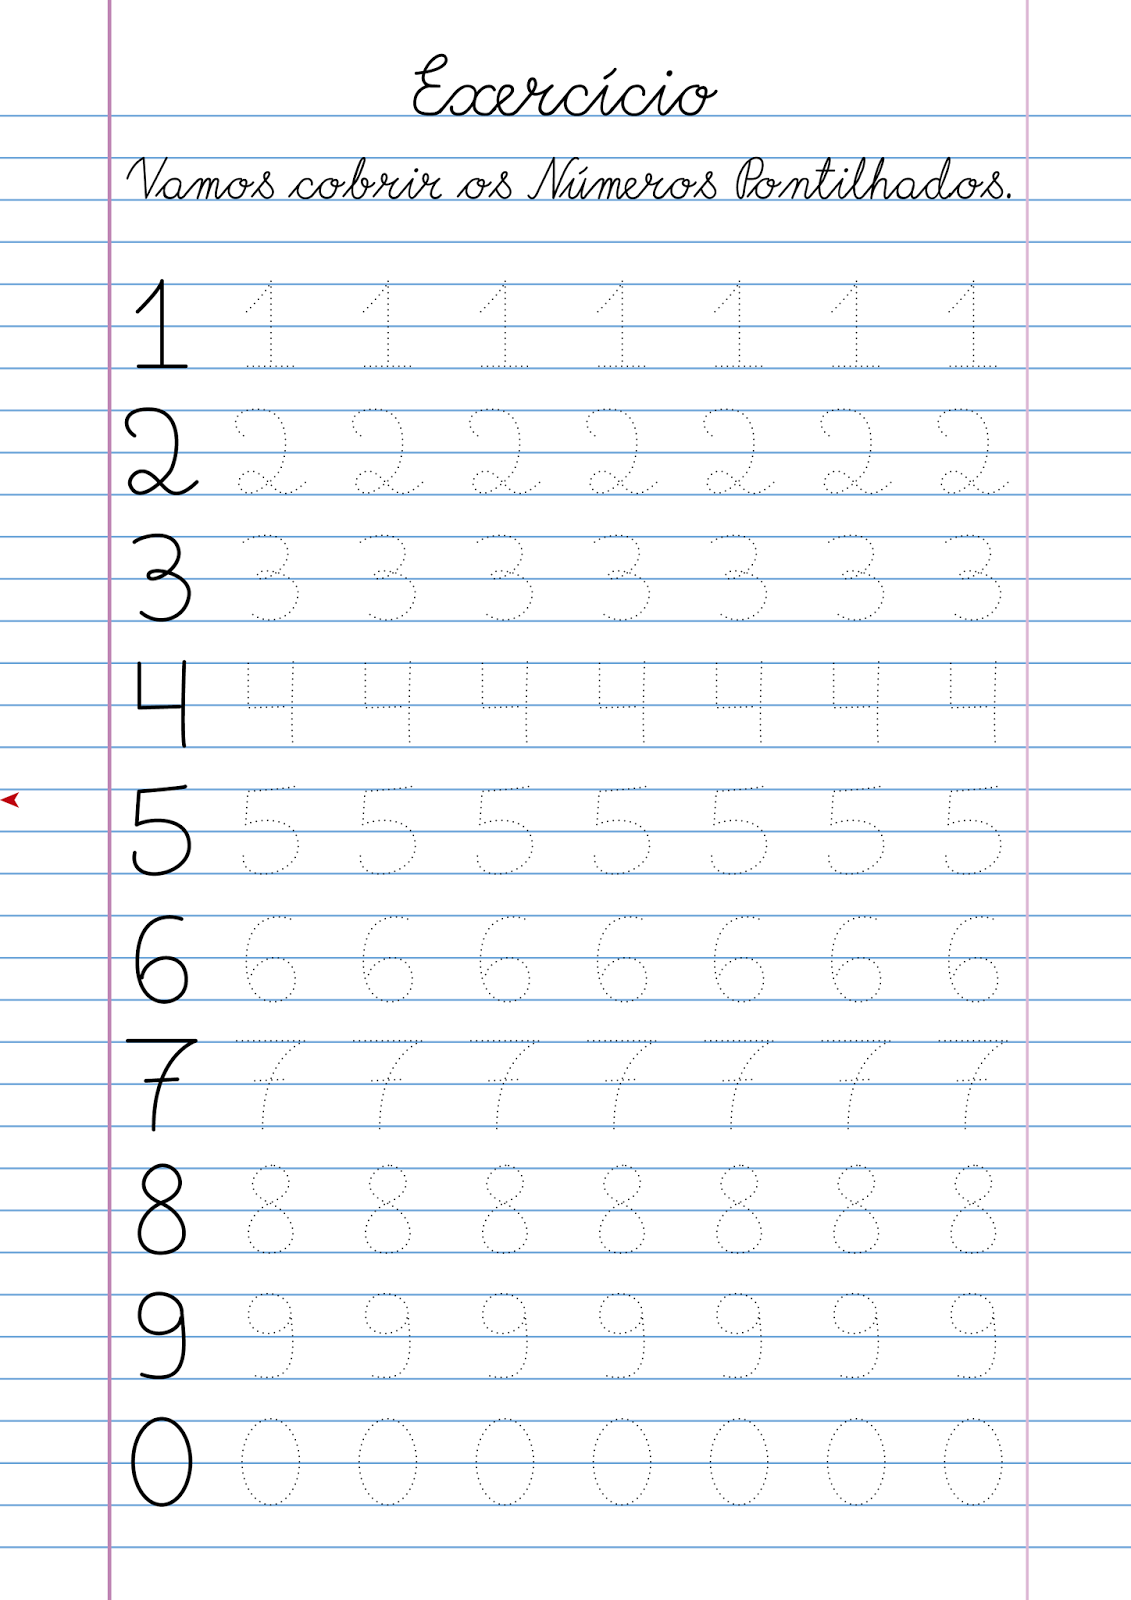 Exercício
Vamos cobrir os Números Pontilhados.
1 1 1 1 1 1 1 1
2 2 2 2 2 2 2 2
3 3 3 3 3 3 3 3
4 4 4 4 4 4 4 4
5 5 5 5 5 5 5 5
6 6 6 6 6 6 6 6
7 7 7 7 7 7 7 7
8 8 8 8 8 8 8 8
9 9 9 9 9 9 9 9
0 0 0 0 0 0 0 0